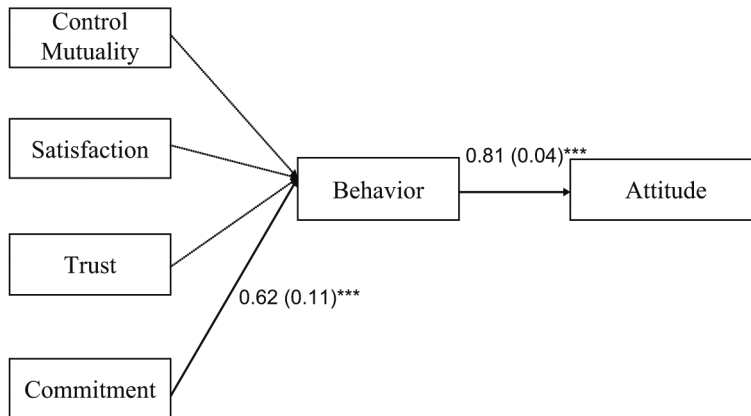 Control
Mutuality
Satisfaction
0.81 (0.04)***
Behavior
Attitude
Trust
0.62 (0.11)***
Commitment